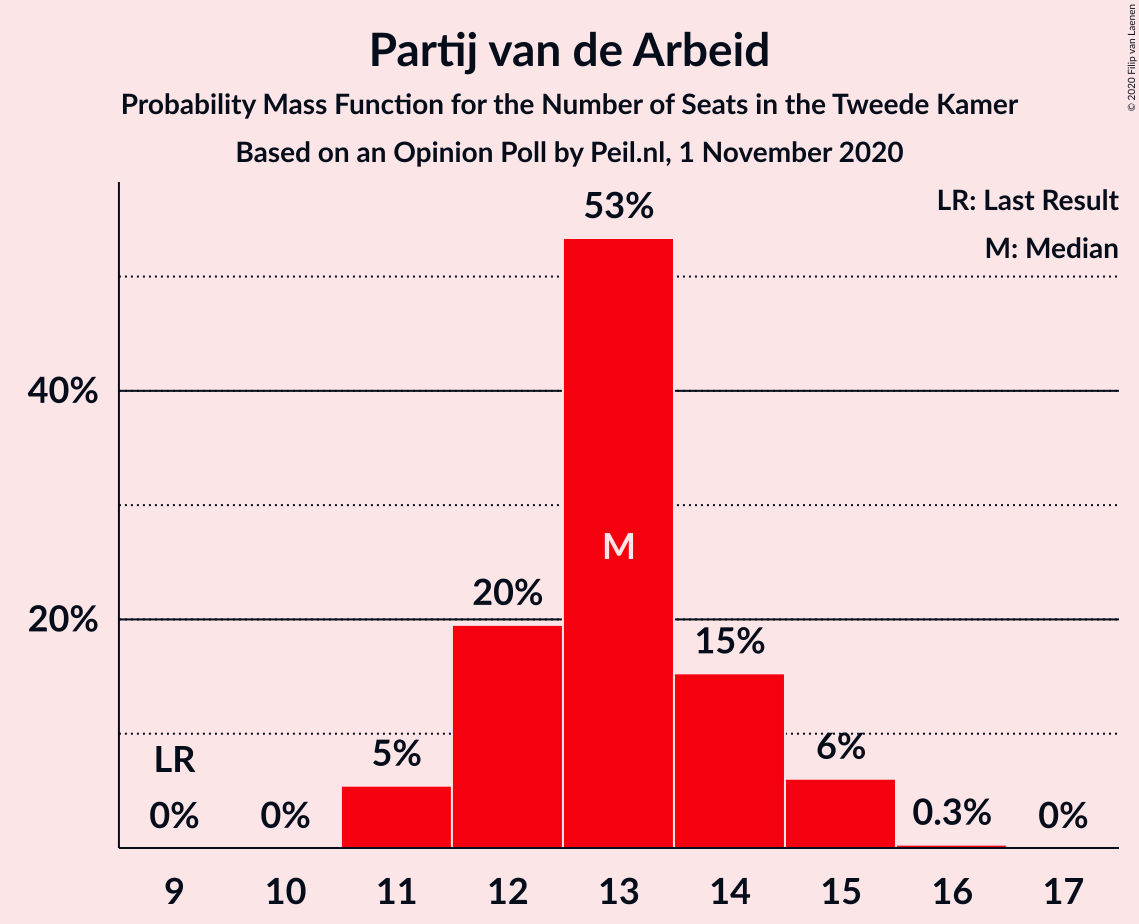 Partij van de Arbeid
Probability Mass Function for the Number of Seats in the Tweede Kamer
Based on an Opinion Poll by Peil.nl, 1 November 2020
© 2020 Filip van Laenen
LR: Last Result
M: Median
53%
40%
M
20%
20%
15%
LR
5%
6%
0%
0%
0.3%
0%
9 10 11 12 13 14 15 16 17